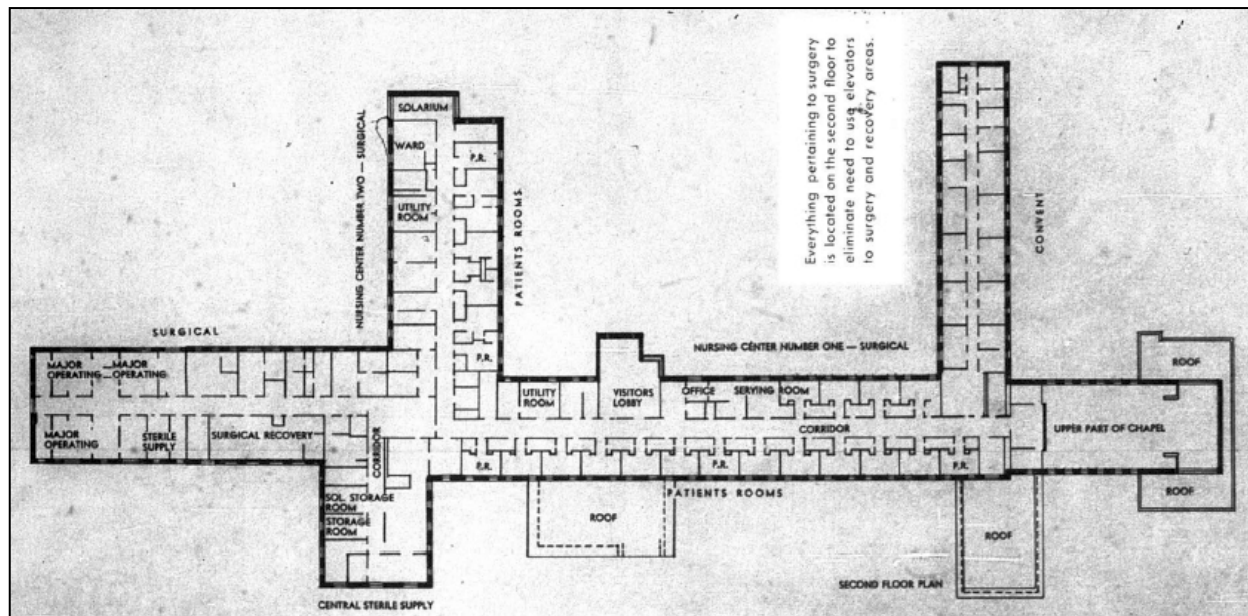 Everything pertaining to surgery
is located on the second floor to
eliminate need to use elevators
to surgery and recovery areas.
SOLARIUM
WARD
P.R.
UTILITY
ROOM
NURSING CENTER NUMBER TWO — SURGICAL
PATIENTS ROOMS
CONVENT
SURGICAL
P.R.
NURSING CENTER NUMBER ONE — SURGICAL
MAJOR
OPERATING
MAJOR
OPERATING
UTILITY
ROOM
VISITORS
LOBBY
OFFICE
SERVING ROOM
ROOF
MAJOR
OPERATING
STERILE
SUPPLY
SURGICAL RECOVERY
CORRIDOR
CORRIDOR
UPPER PART OF CHAPEL
P.R.
P.R.
P.R.
PATIENTS ROOMS
ROOF
SOL. STORAGE
ROOM
STORAGE
ROOM
ROOF
ROOF
SECOND FLOOR PLAN
CENTRAL STERILE SUPPLY